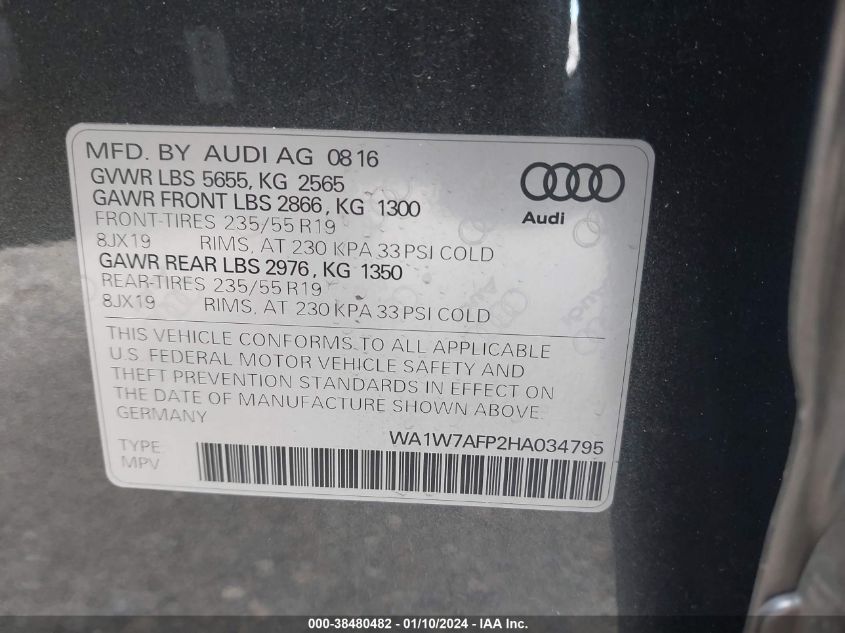 MFD. BY AUDI AG 0816
GVWR LBS 5655, KG 2565
GAWR FRONT LBS 2866, KG 1300
FRONT-TIRES 235/55 R19
8JX19 RIMS, AT 230 KPA 33 PSI COLD
GAWR REAR LBS 2976, KG 1350
REAR-TIRES 235/55 R19
8JX19 RIMS, AT 230 KPA 33 PSI COLD
Audi
Audi
THIS VEHICLE CONFORMS TO ALL APPLICABLE
U.S. FEDERAL MOTOR VEHICLE SAFETY AND
THEFT PREVENTION STANDARDS IN EFFECT ON
THE DATE OF MANUFACTURE SHOWN ABOVE.
GERMANY
WA1W7AFP2HA034795
TYPE:
MPV
000-38480482 - 01/10/2024 - IAA Inc.